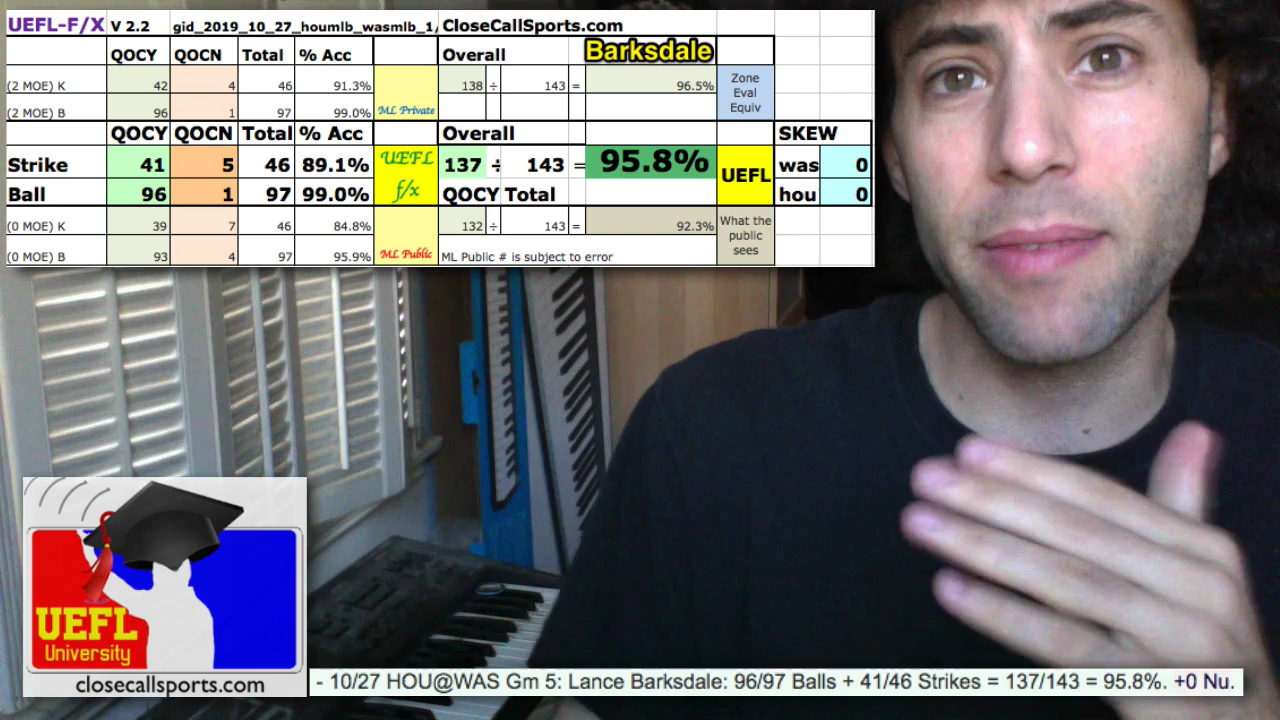 UEFL-F/X V 2.2 gid_2019_10_27_houmlb_wasmlb_1/ CloseCallSports.com
QOCY QOCN Total % Acc Overall Barksdale
(2 MOE) K 42 4 46 91.3% 138 ÷ 143 = 96.5% Zone Eval Equiv
(2 MOE) B 96 1 97 99.0% ML Private
QOCY QOCN Total % Acc Overall SKEW
Strike 41 5 46 89.1% UEFL f/x 137 ÷ 143 = 95.8% UEFL was 0
Ball 96 1 97 99.0% QOCY Total hou 0
(0 MOE) K 39 7 46 84.8% 132 ÷ 143 = 92.3% What the public sees
(0 MOE) B 93 4 97 95.9% ML Public ML Public # is subject to error
UEFL
University
closecallsports.com
- 10/27 HOU@WAS Gm 5: Lance Barksdale: 96/97 Balls + 41/46 Strikes = 137/143 = 95.8%. +0 Nu.